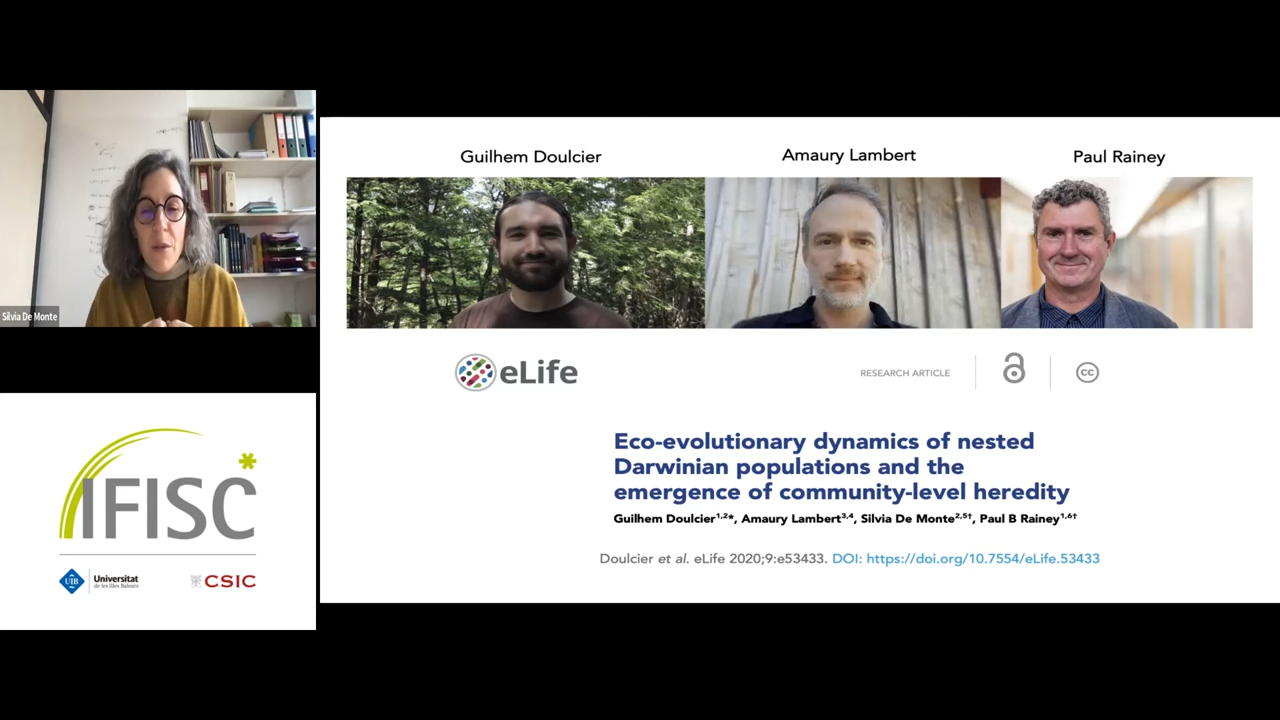 Silvia De Monte
IFISC*
UIB
Universitat
de les Illes Balears
CSIC
Guilhem Doulcier
Amaury Lambert
Paul Rainey
eLife
RESEARCH ARTICLE
cc
Eco-evolutionary dynamics of nested
Darwinian populations and the
emergence of community-level heredity
Guilhem Doulcier1,2*, Amaury Lambert3,4, Silvia De Monte2,5†, Paul B Rainey1,6†
Doulcier et al. eLife 2020;9:e53433. DOI: https://doi.org/10.7554/eLife.53433